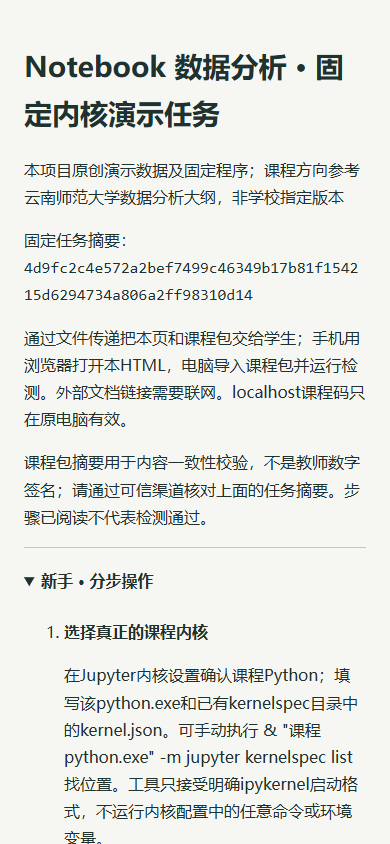 Notebook 数据分析 · 固
定内核演示任务
本项目原创演示数据及固定程序；课程方向参考
云南师范大学数据分析大纲，非学校指定版本
固定任务摘要：
4d9fc2c4e572a2bef7499c46349b17b81f1542
15d6294734a806a2ff98310d14
通过文件传递把本页和课程包交给学生；手机用
浏览器打开本HTML，电脑导入课程包并运行检
测。外部文档链接需要联网。localhost课程码只
在原电脑有效。
课程包摘要用于内容一致性校验，不是教师数字
签名；请通过可信渠道核对上面的任务摘要。步
骤已阅读不代表检测通过。
▼ 新手 · 分步操作
1. 选择真正的课程内核
在Jupyter内核设置确认课程Python；填
写该python.exe和已有kernelspec目录中
的kernel.json。可手动执行 & "课程
python.exe" -m jupyter kernelspec list
找位置。工具只接受明确ipykernel启动格
式，不运行内核配置中的任意命令或环境
变量。